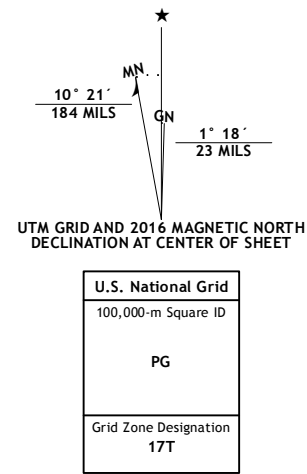 ★
MN
10° 21´
184 MILS
GN
1° 18´
23 MILS
UTM GRID AND 2016 MAGNETIC NORTH
DECLINATION AT CENTER OF SHEET
U.S. National Grid
100,000-m Square ID
PG
Grid Zone Designation
17T